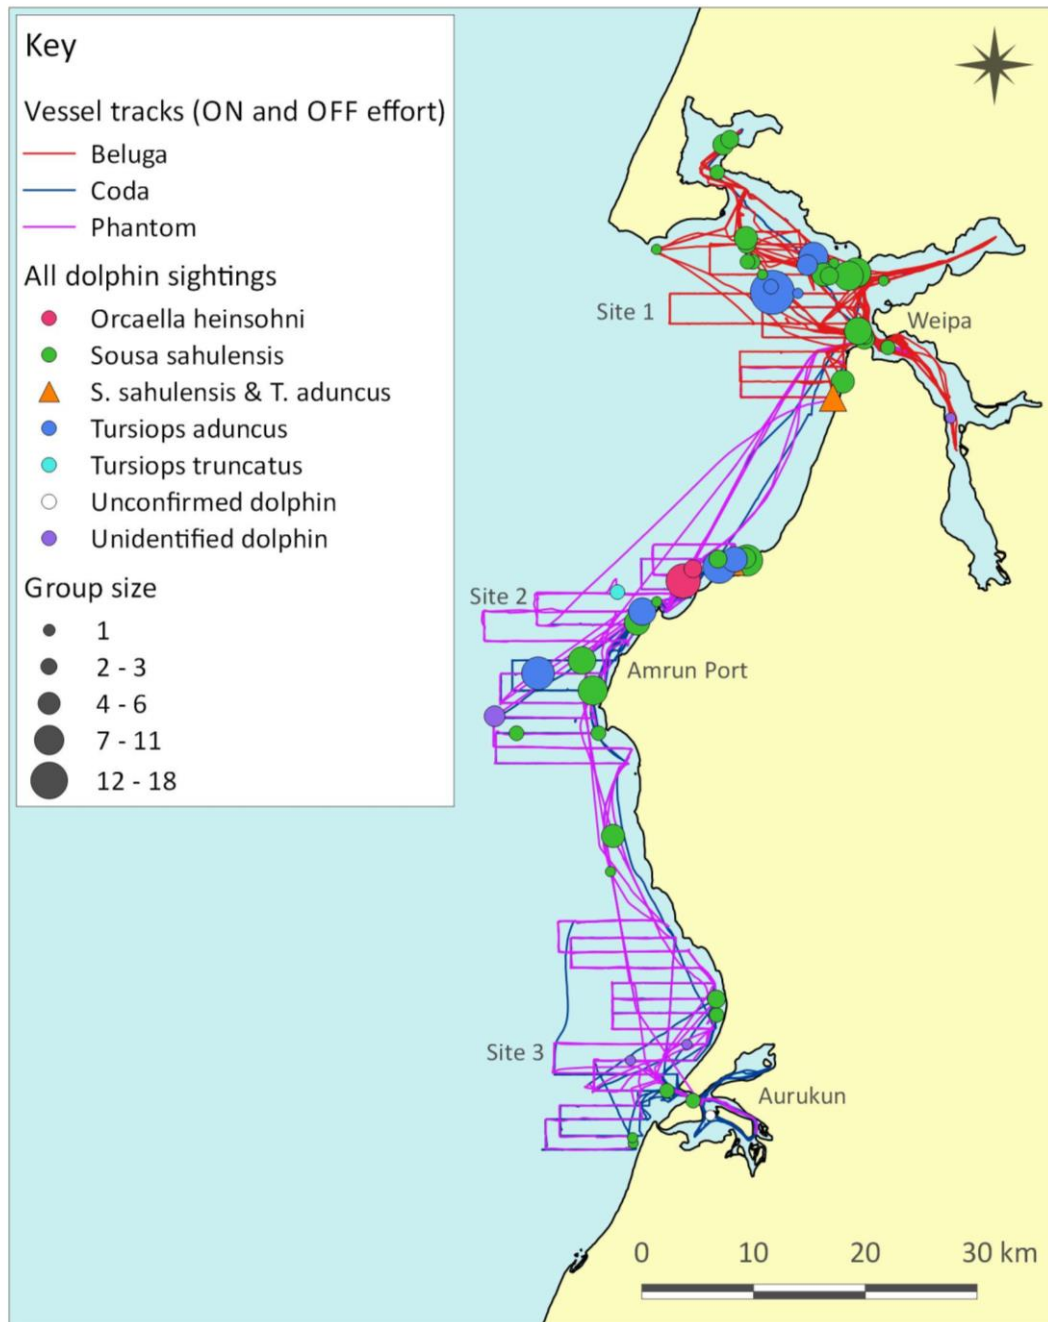 Key
Vessel tracks (ON and OFF effort)
Beluga
Coda
Phantom
All dolphin sightings
Orcaella heinsohni
Sousa sahulensis
S. sahulensis & T. aduncus
Tursiops aduncus
Tursiops truncatus
Unconfirmed dolphin
Unidentified dolphin
Group size
1
2 - 3
4 - 6
7 - 11
12 - 18
Site 1
Weipa
Site 2
Amrun Port
Site 3
Aurukun
0 10 20 30 km